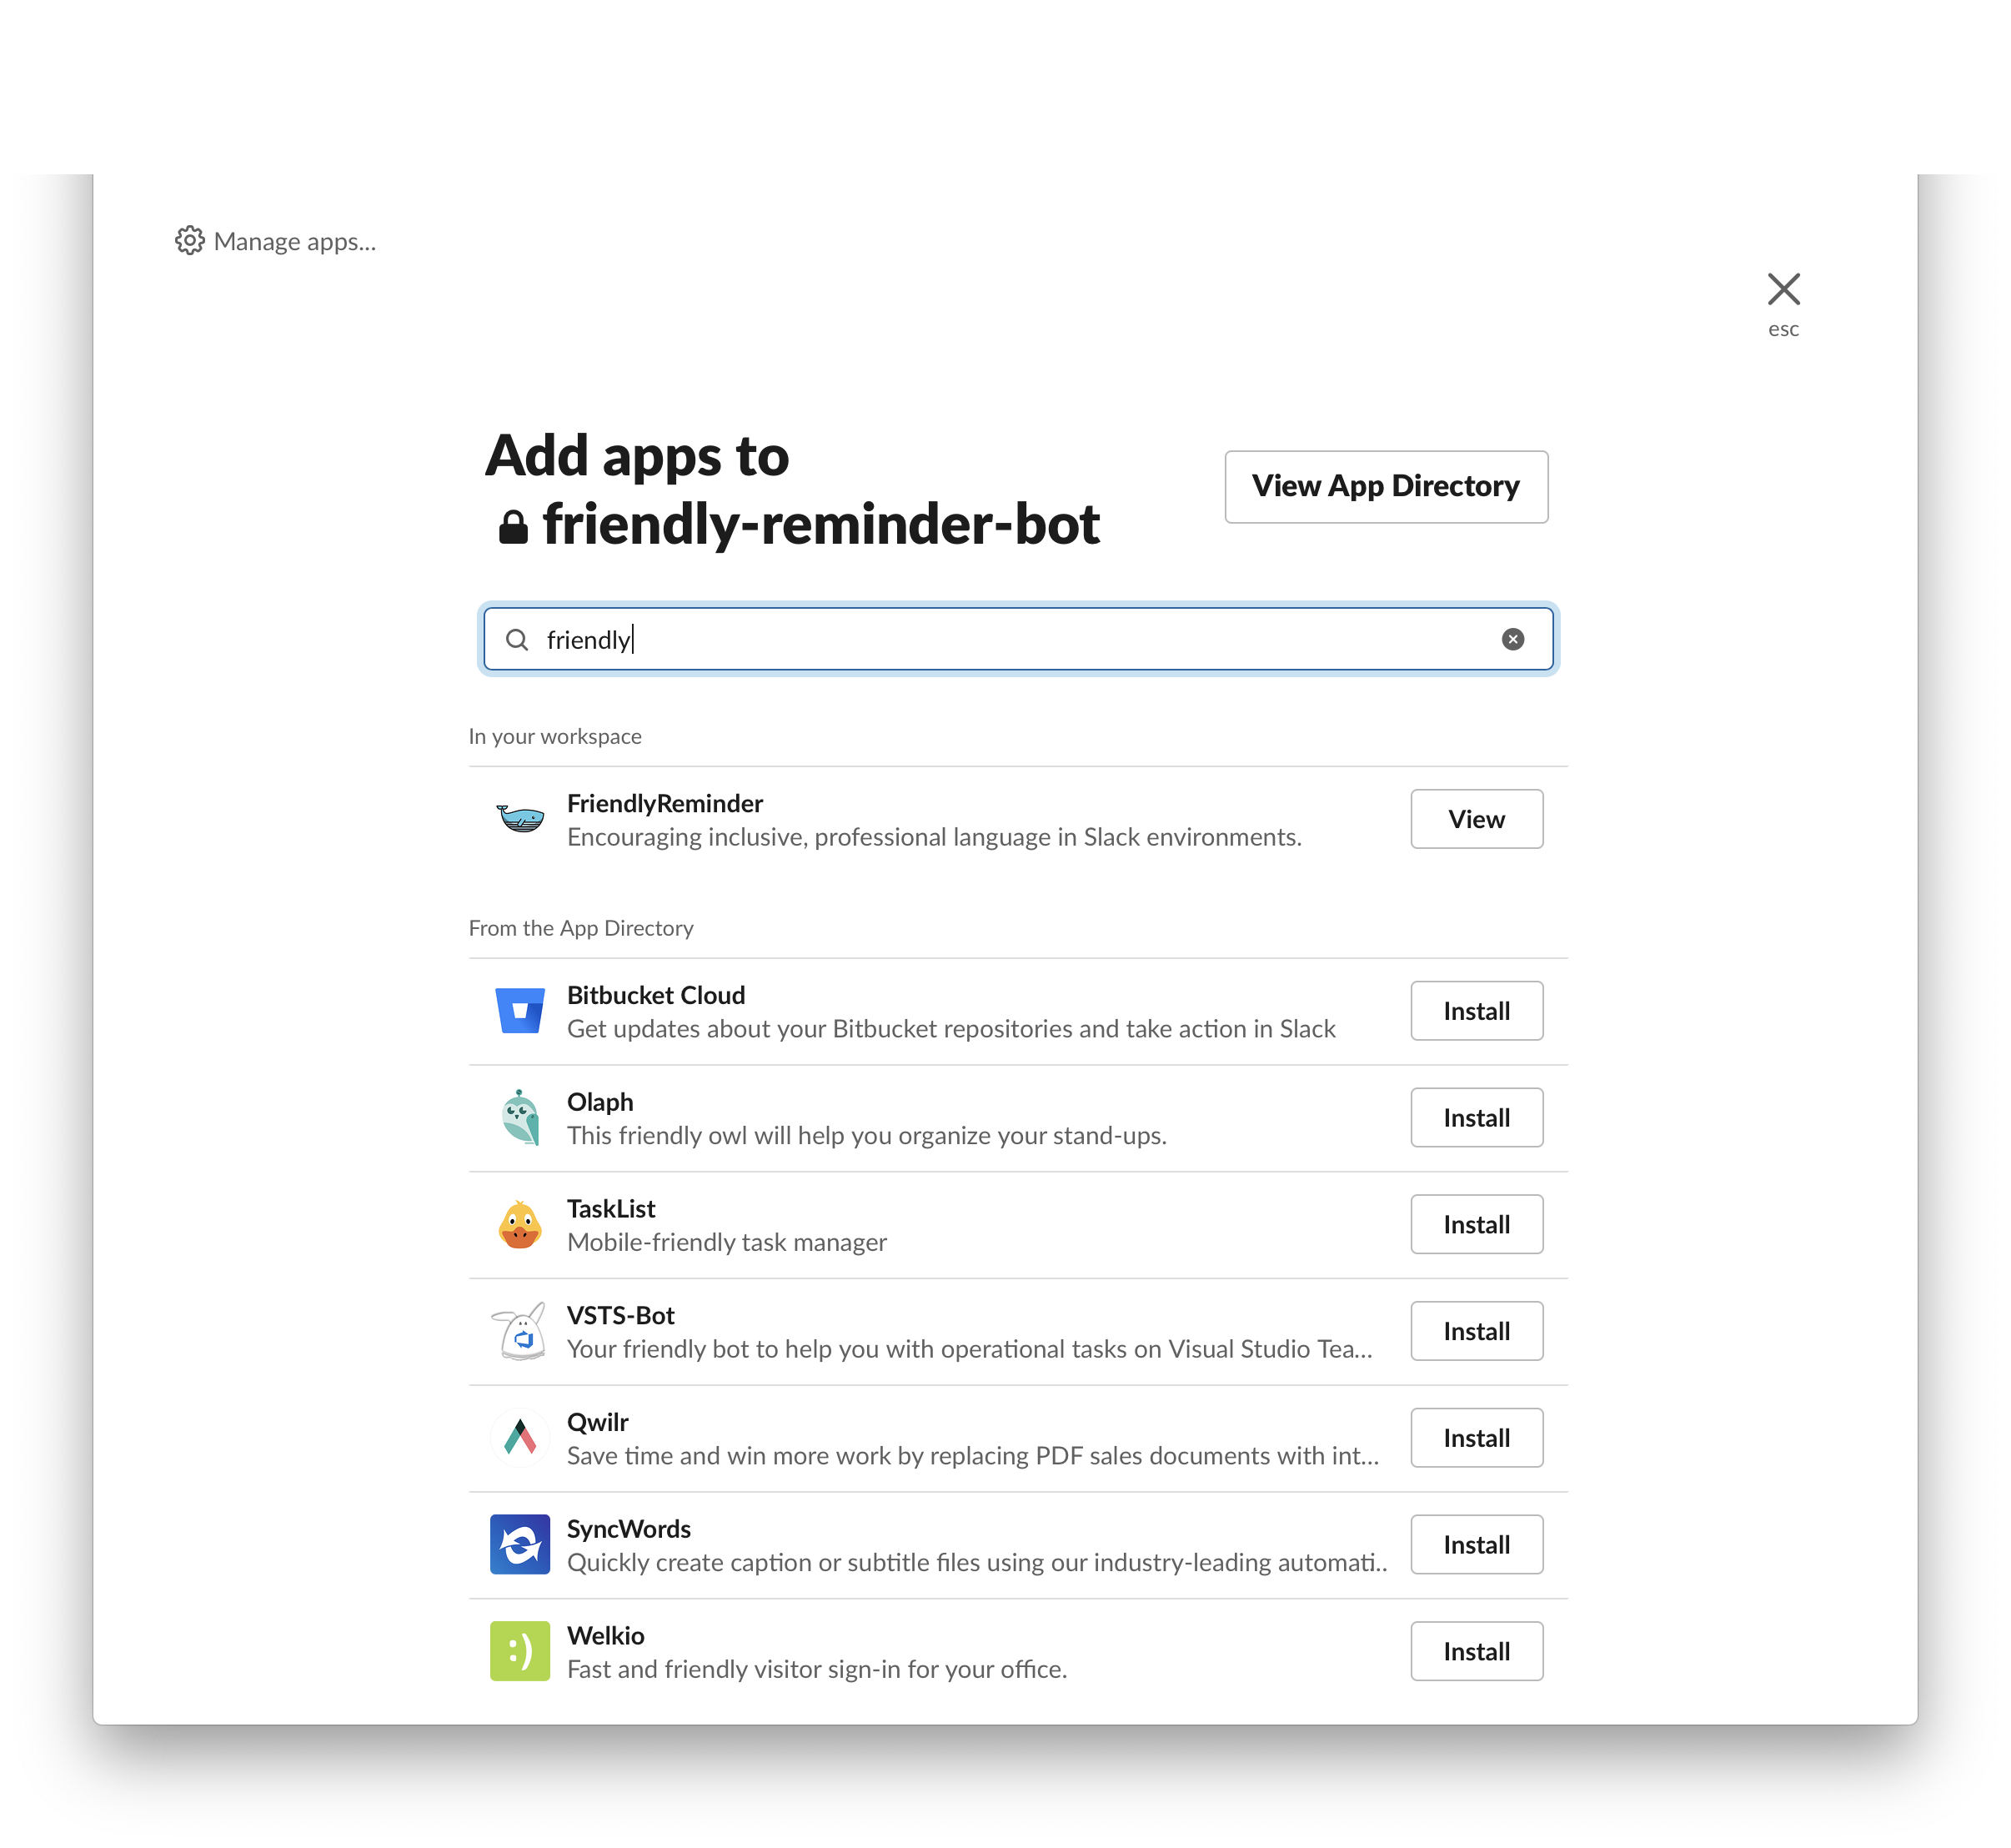 Manage apps...
esc
Add apps to
friendly-reminder-bot
View App Directory
friendly
In your workspace
FriendlyReminder
Encouraging inclusive, professional language in Slack environments.
View
From the App Directory
Bitbucket Cloud
Get updates about your Bitbucket repositories and take action in Slack
Install
Olaph
This friendly owl will help you organize your stand-ups.
Install
TaskList
Mobile-friendly task manager
Install
VSTS-Bot
Your friendly bot to help you with operational tasks on Visual Studio Tea...
Install
Qwilr
Save time and win more work by replacing PDF sales documents with int...
Install
SyncWords
Quickly create caption or subtitle files using our industry-leading automati..
Install
:)
Welkio
Fast and friendly visitor sign-in for your office.
Install